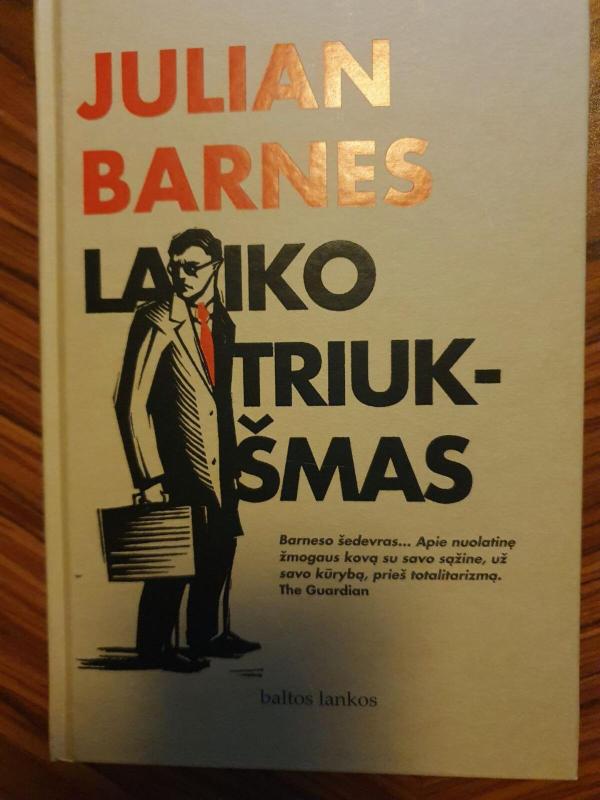 JULIAN
BARNES
LAIKO
TRIUK-
ŠMAS
Barneso šedevras... Apie nuolatinę
žmogaus kovą su savo sąžine, už
savo kūrybą, prieš totalitarizmą.
The Guardian
baltos lankos